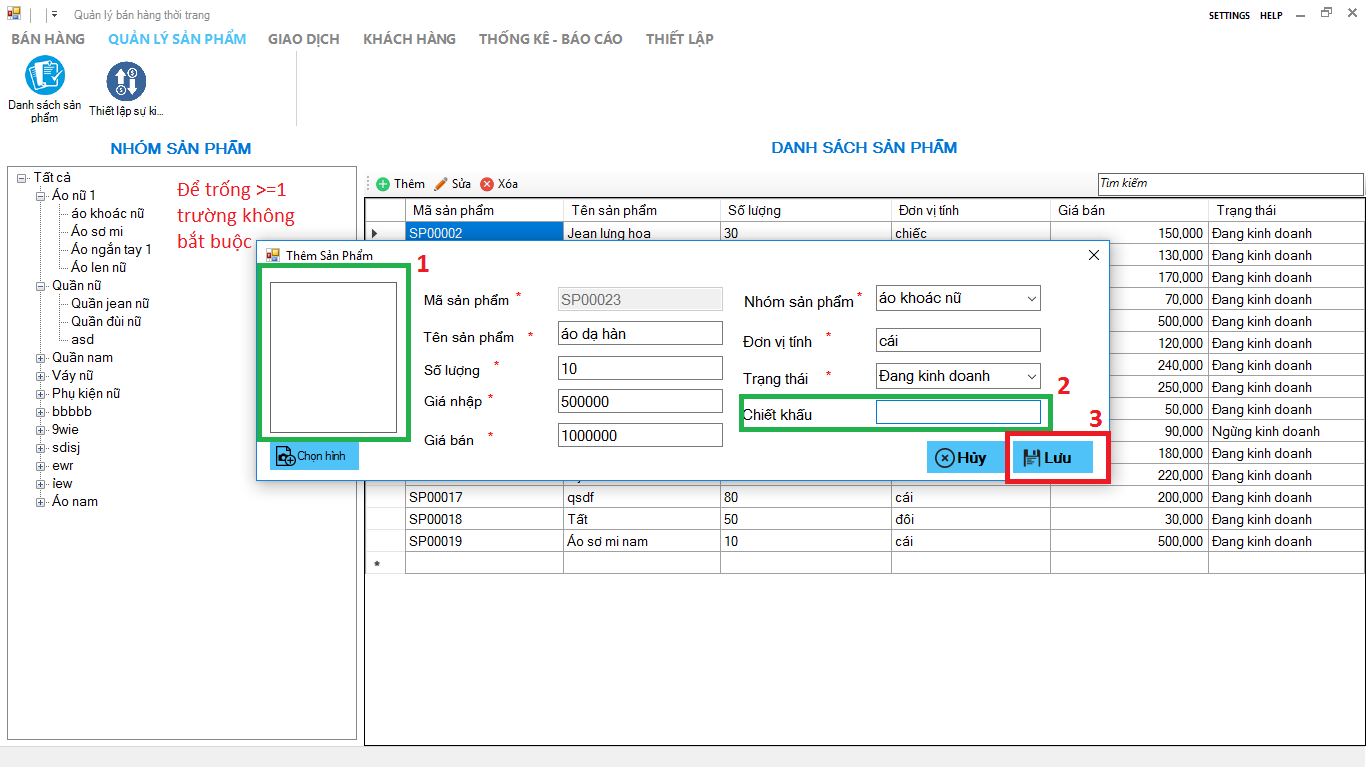 Quản lý bán hàng thời trang
SETTINGS HELP
BÁN HÀNG QUẢN LÝ SẢN PHẨM GIAO DỊCH KHÁCH HÀNG THỐNG KÊ - BÁO CÁO THIẾT LẬP
Danh sách sản
phẩm
Thiết lập sự ki...
NHÓM SẢN PHẨM
Tất cả
Áo nữ 1
áo khoác nữ
Áo sơ mi
Áo ngắn tay 1
Áo len nữ
Quần nữ
Quần jean nữ
Quần đùi nữ
asd
Quần nam
Váy nữ
Phụ kiện nữ
bbbbb
9wie
sdisj
ewr
iew
Áo nam
Để trống >=1
trường không
bắt buộc
DANH SÁCH SẢN PHẨM
Thêm Sửa Xóa
Tìm kiếm
Mã sản phẩm Tên sản phẩm Số lượng Đơn vị tính Giá bán Trạng thái
SP00002 Jean lưng hoa 30 chiếc 150,000 Đang kinh doanh
130,000 Đang kinh doanh
170,000 Đang kinh doanh
70,000 Đang kinh doanh
500,000 Đang kinh doanh
120,000 Đang kinh doanh
240,000 Đang kinh doanh
250,000 Đang kinh doanh
50,000 Đang kinh doanh
90,000 Ngừng kinh doanh
180,000 Đang kinh doanh
220,000 Đang kinh doanh
SP00017 qsdf 80 cái 200,000 Đang kinh doanh
SP00018 Tất 50 đôi 30,000 Đang kinh doanh
SP00019 Áo sơ mi nam 10 cái 500,000 Đang kinh doanh
*
Thêm Sản Phẩm
1
Chọn hình
Mã sản phẩm * SP00023
Tên sản phẩm * áo dạ hàn
Số lượng * 10
Giá nhập * 500000
Giá bán * 1000000
Nhóm sản phẩm * áo khoác nữ
Đơn vị tính * cái
Trạng thái * Đang kinh doanh
2
Chiết khấu
3
Hủy Lưu